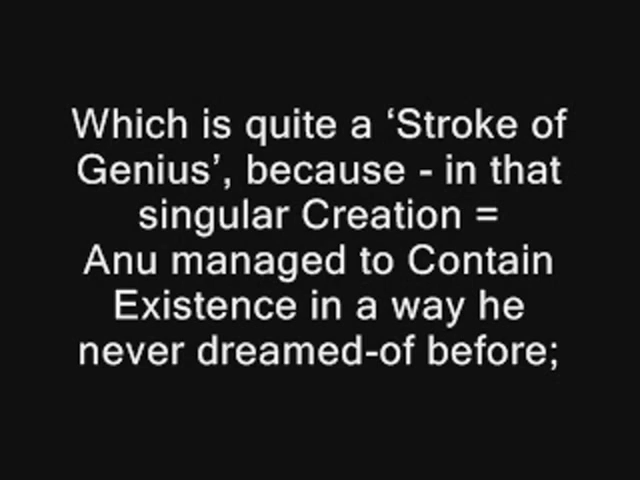 Which is quite a ‘Stroke of
Genius’, because - in that
singular Creation =
Anu managed to Contain
Existence in a way he
never dreamed-of before;